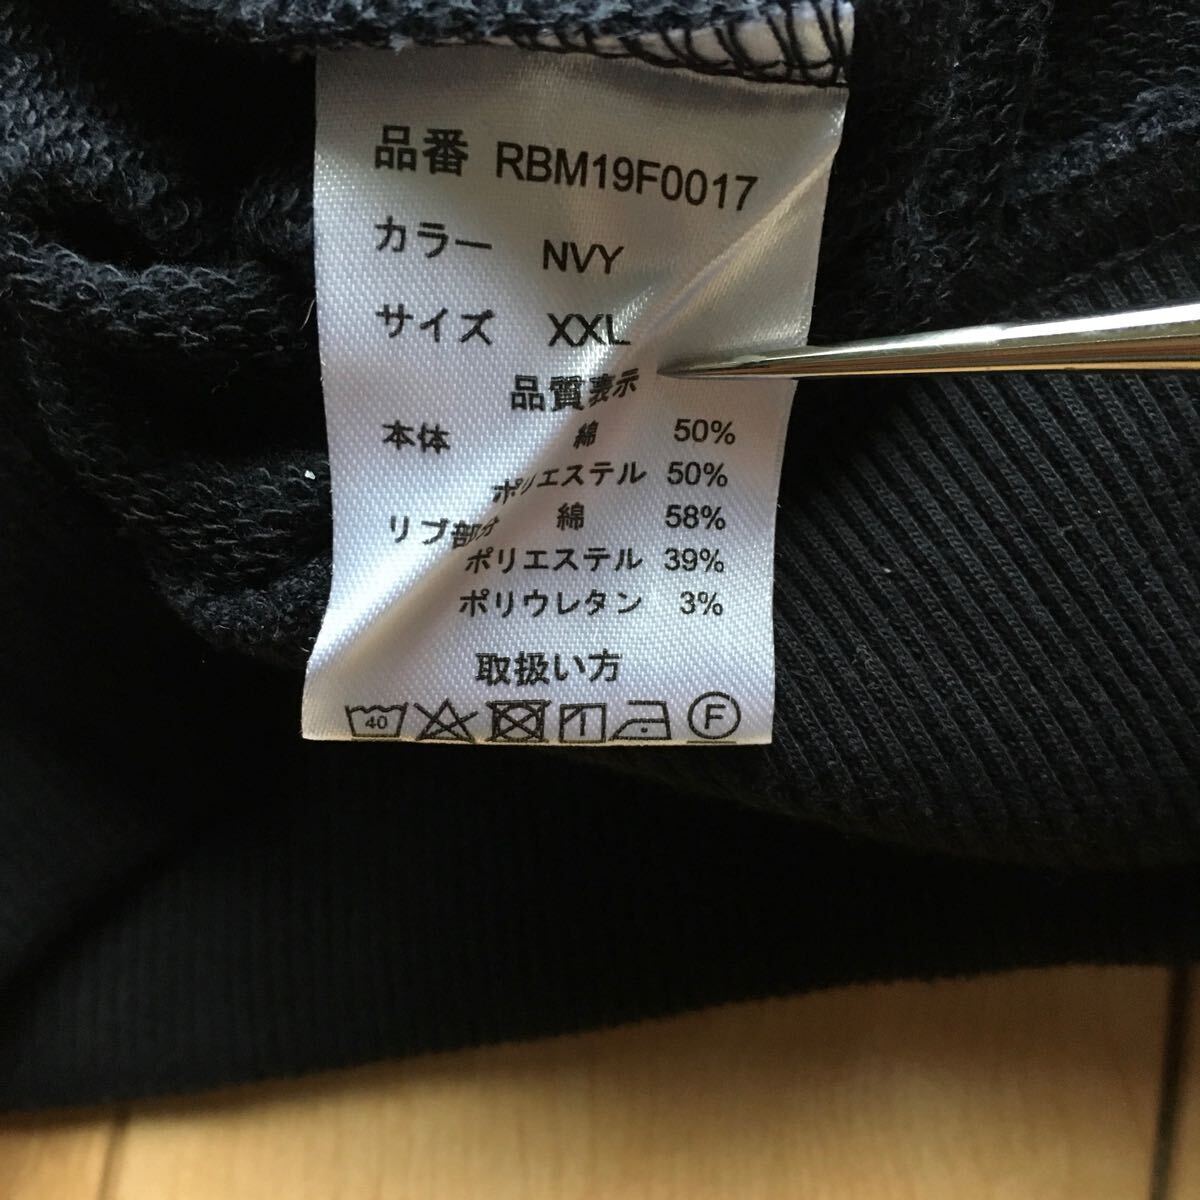 品番 RBM19F0017
カラー NVY
サイズ XXL
品質表示
本体 綿 50%
ポリエステル 50%
リブ部分 綿 58%
ポリエステル 39%
ポリウレタン 3%
取扱い方
40 F